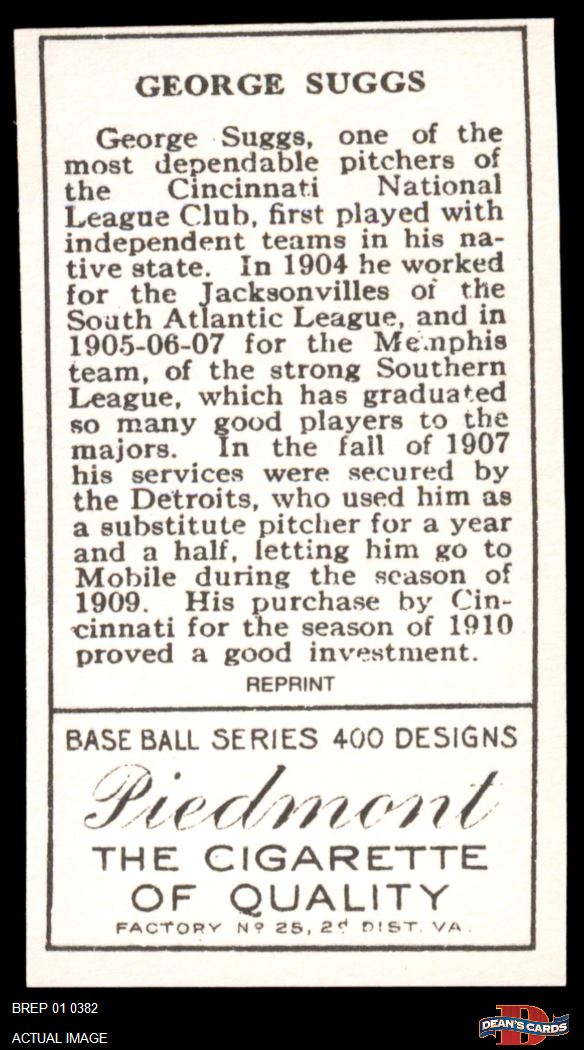 GEORGE SUGGS
George Suggs, one of the
most dependable pitchers of
the Cincinnati National
League Club, first played with
independent teams in his na-
tive state. In 1904 he worked
for the Jacksonvilles of the
South Atlantic League, and in
1905-06-07 for the Memphis
team, of the strong Southern
League, which has graduated
so many good players to the
majors. In the fall of 1907
his services were secured by
the Detroits, who used him as
a substitute pitcher for a year
and a half, letting him go to
Mobile during the season of
1909. His purchase by Cin-
cinnati for the season of 1910
proved a good investment.
REPRINT
BASE BALL SERIES 400 DESIGNS
Piedmont
THE CIGARETTE
OF QUALITY
FACTORY Nº 25, 2d DIST. VA.
BREP 01 0382
ACTUAL IMAGE
D
DEAN'S CARDS